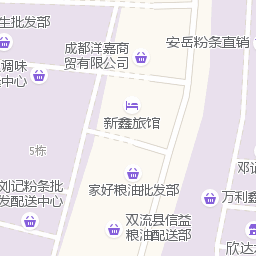 生批发部
成都洋嘉商
贸有限公司
安岳粉条直销
调味
中心
新鑫旅馆
5栋
家好粮油批发部
刘记粉条批
发配送中心
双流县信益
粮油配送部
邓
万利鑫
欣达